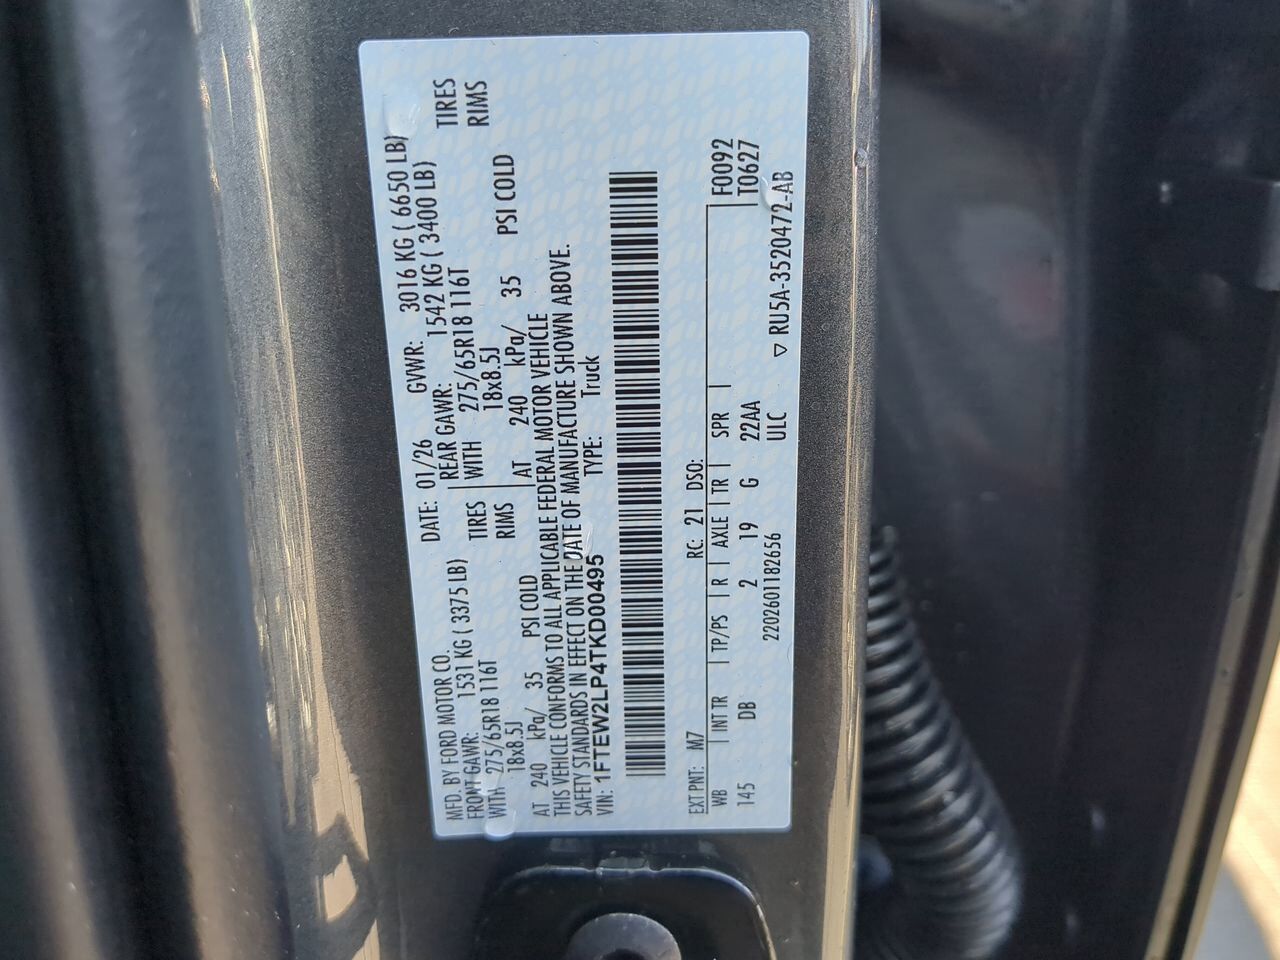 MFD. BY FORD MOTOR CO. DATE: 01/26 GVWR: 3016 KG ( 6650 LB)
FRONT GAWR: 1531 KG ( 3375 LB) REAR GAWR: 1542 KG ( 3400 LB)
WITH 275/65R18 116T TIRES WITH 275/65R18 116T TIRES
18x8.5J RIMS 18x8.5J RIMS
AT 240 kPa/ 35 PSI COLD AT 240 kPa/ 35 PSI COLD
THIS VEHICLE CONFORMS TO ALL APPLICABLE FEDERAL MOTOR VEHICLE
SAFETY STANDARDS IN EFFECT ON THE DATE OF MANUFACTURE SHOWN ABOVE.
VIN: 1FTEW2LP4TKD00495 TYPE: Truck
EXT PNT: M7 RC: 21 DSO:
WB INT TR TP/PS R AXLE TR SPR F0092
145 DB 2 19 G 22AA T0627
2202601182656 ULC
▽ RU5A-3520472-AB